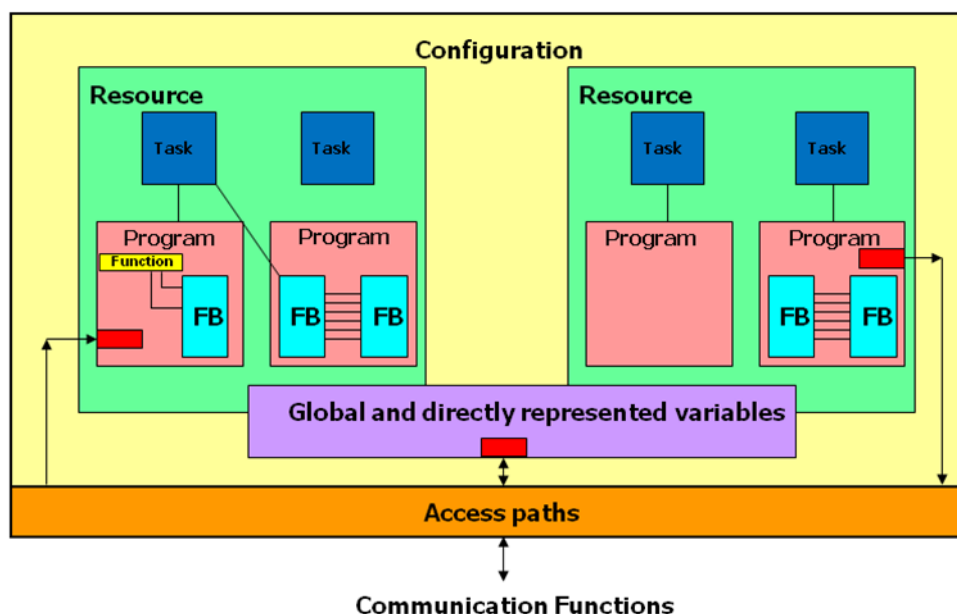 Configuration
Resource
Resource
Task
Task
Task
Task
Program
Program
Program
Program
Function
FB
FB
FB
FB
FB
Global and directly represented variables
Access paths
Communication Functions